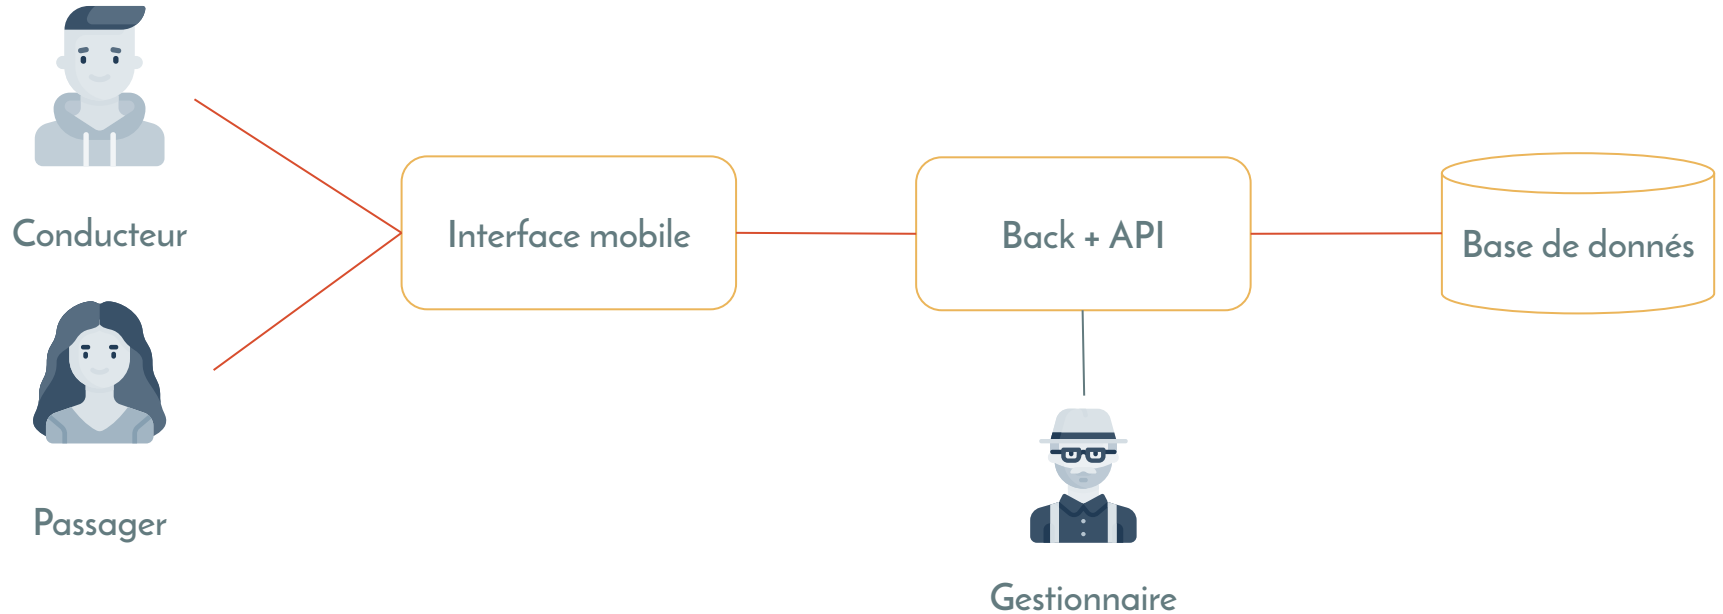 Conducteur
Interface mobile
Back + API
Base de donnés
Passager
Gestionnaire